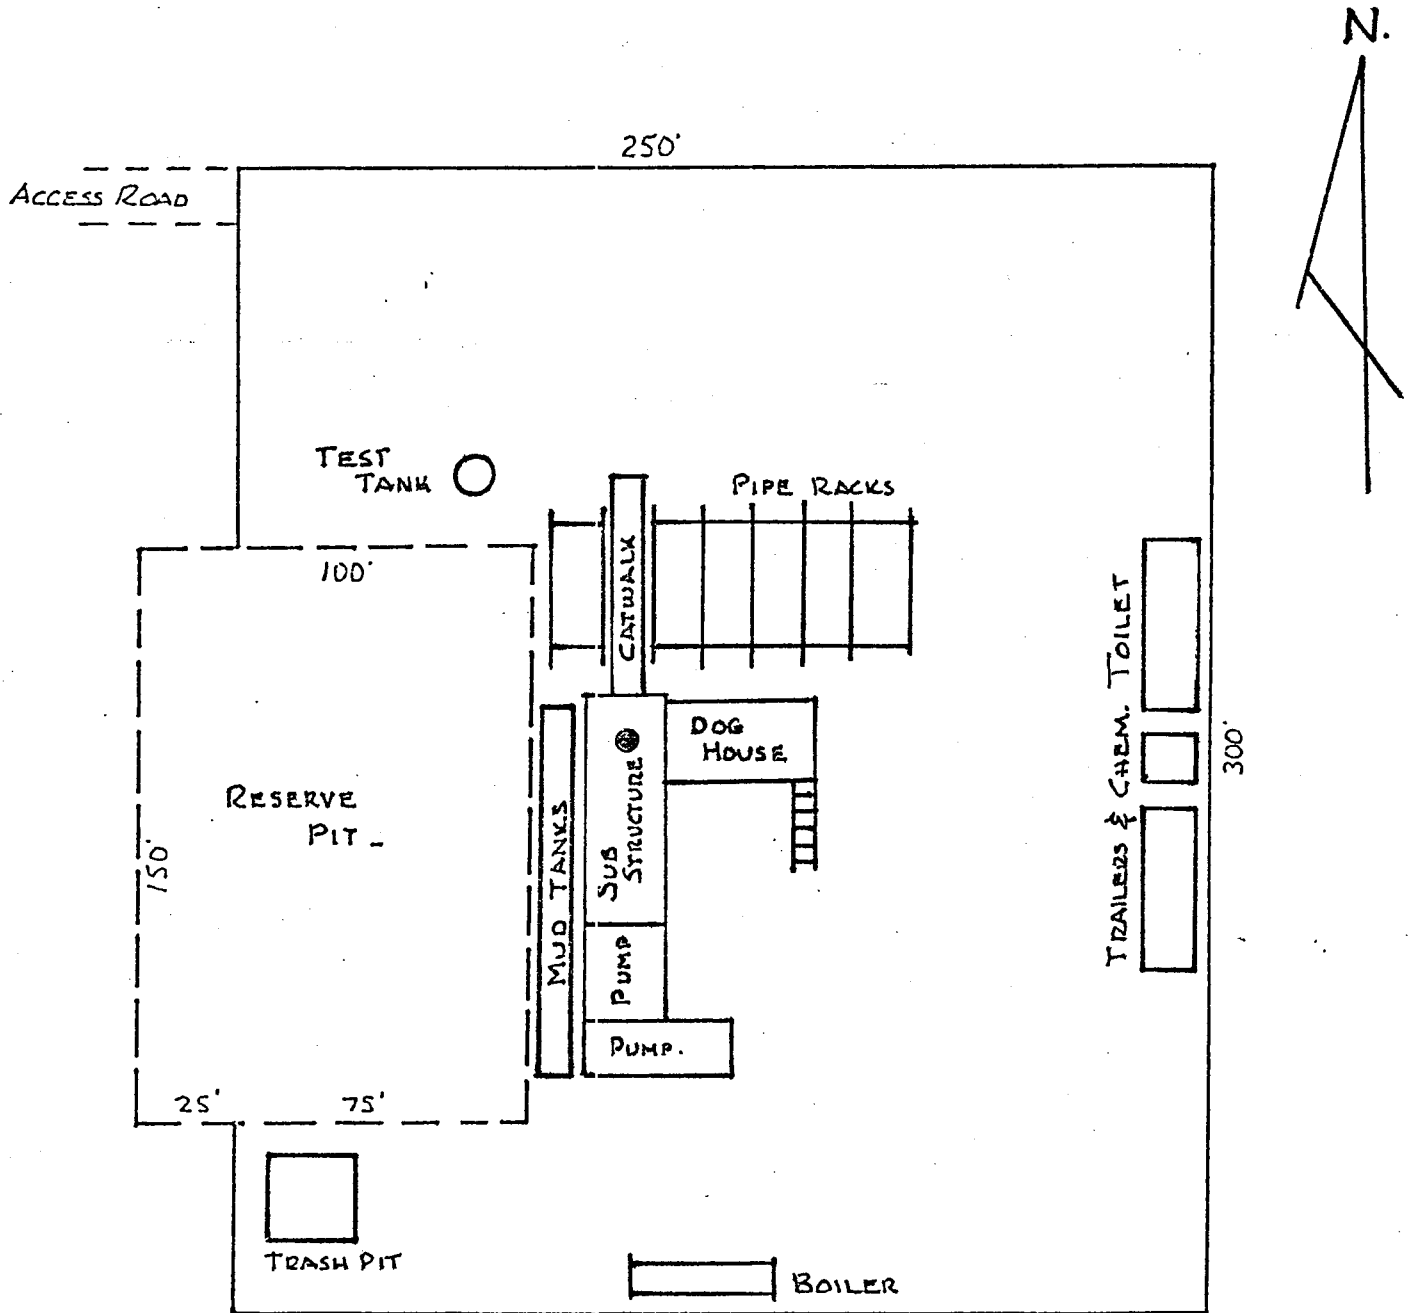 N.
250'
ACCESS ROAD
TEST
TANK
PIPE RACKS
100'
CATWALK
TRAILERS & CHEM. TOILET
DOG
HOUSE
300'
RESERVE
PIT -
SUB
STRUCTURE
MUD TANKS
150'
PUMP
PUMP.
25'
75'
TRASH PIT
BOILER